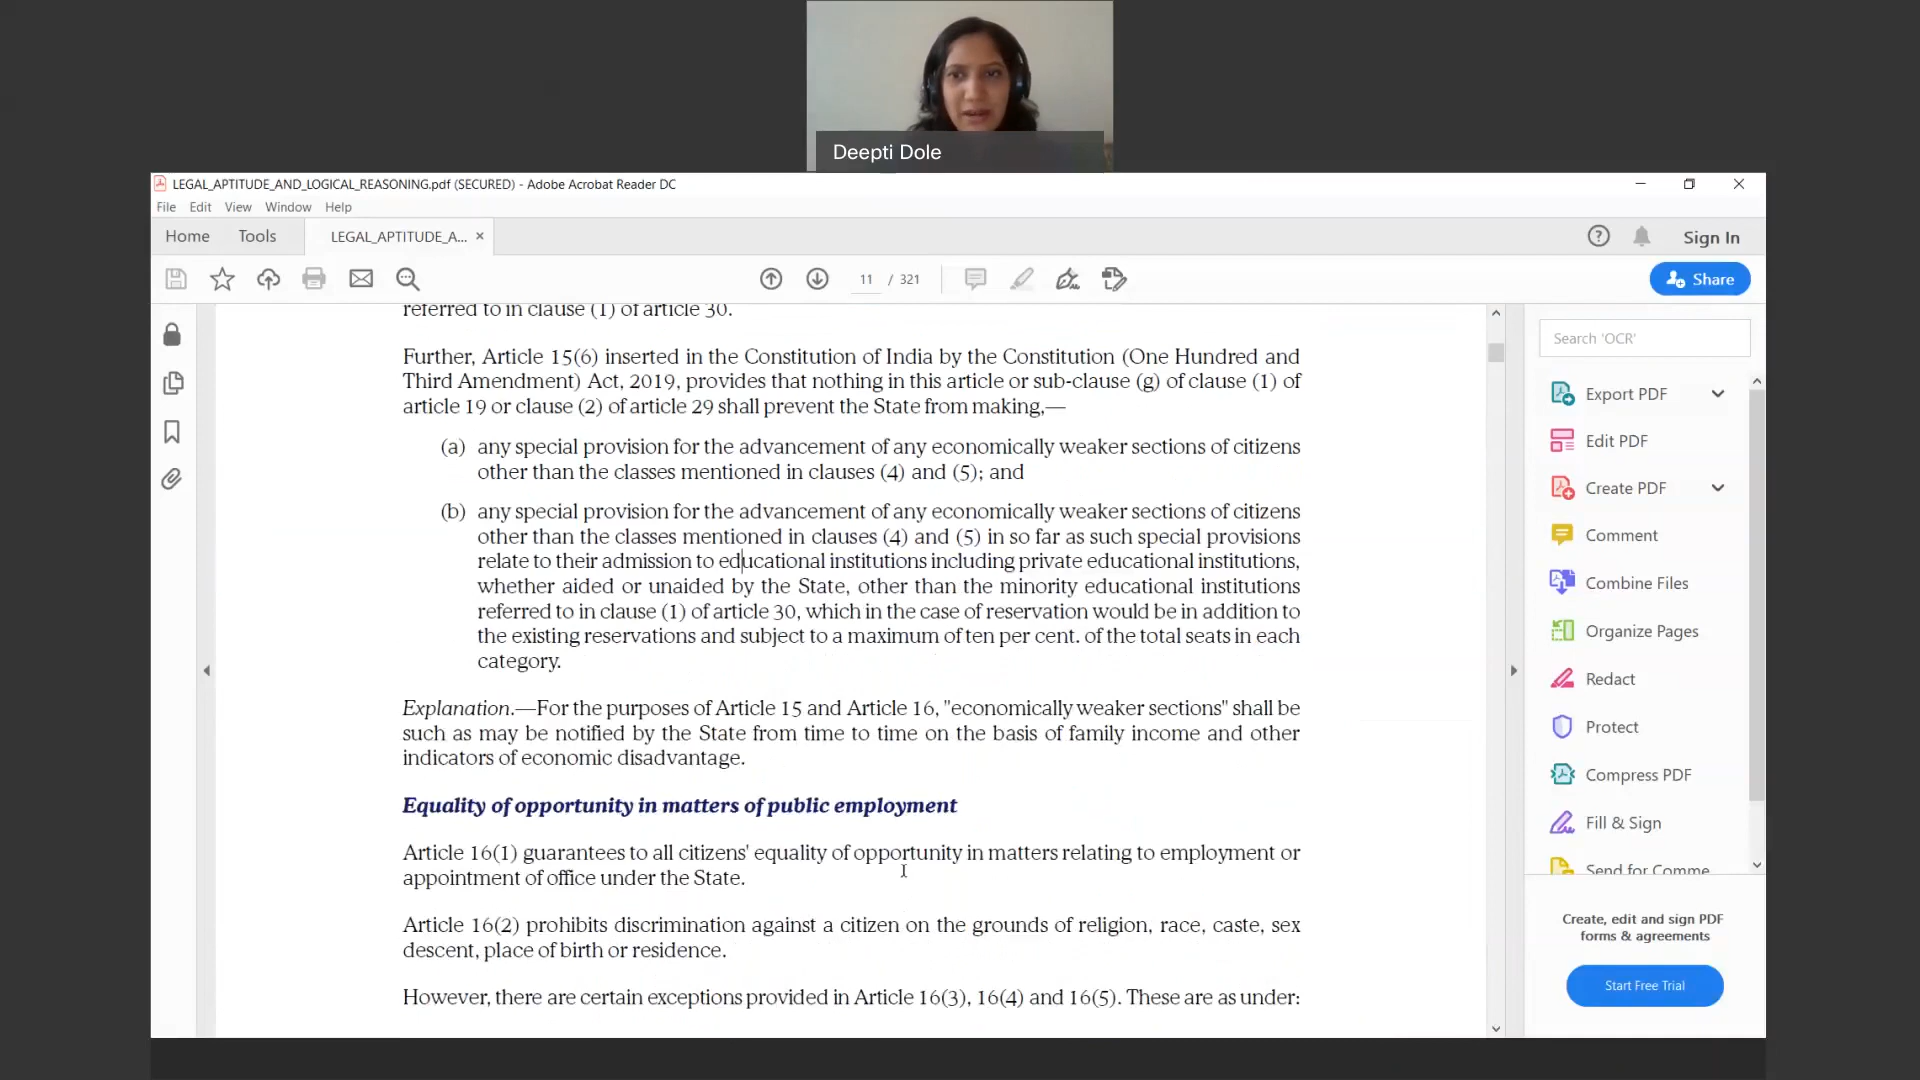 Deepti Dole
LEGAL_APTITUDE_AND_LOGICAL_REASONING.pdf (SECURED) - Adobe Acrobat Reader DC
File Edit View Window Help
Home Tools LEGAL_APTITUDE_A... × Sign In
11 / 321 Share
referred to in clause (1) of article 30.
Further, Article 15(6) inserted in the Constitution of India by the Constitution (One Hundred and
Third Amendment) Act, 2019, provides that nothing in this article or sub-clause (g) of clause (1) of
article 19 or clause (2) of article 29 shall prevent the State from making,—
(a) any special provision for the advancement of any economically weaker sections of citizens
other than the classes mentioned in clauses (4) and (5); and
(b) any special provision for the advancement of any economically weaker sections of citizens
other than the classes mentioned in clauses (4) and (5) in so far as such special provisions
relate to their admission to educational institutions including private educational institutions,
whether aided or unaided by the State, other than the minority educational institutions
referred to in clause (1) of article 30, which in the case of reservation would be in addition to
the existing reservations and subject to a maximum of ten per cent. of the total seats in each
category.
Explanation.—For the purposes of Article 15 and Article 16, "economically weaker sections" shall be
such as may be notified by the State from time to time on the basis of family income and other
indicators of economic disadvantage.
Equality of opportunity in matters of public employment
Article 16(1) guarantees to all citizens' equality of opportunity in matters relating to employment or
appointment of office under the State.
Article 16(2) prohibits discrimination against a citizen on the grounds of religion, race, caste, sex
descent, place of birth or residence.
However, there are certain exceptions provided in Article 16(3), 16(4) and 16(5). These are as under:
Search 'OCR'
Export PDF
Edit PDF
Create PDF
Comment
Combine Files
Organize Pages
Redact
Protect
Compress PDF
Fill & Sign
Send for Comme
Create, edit and sign PDF
forms & agreements
Start Free Trial